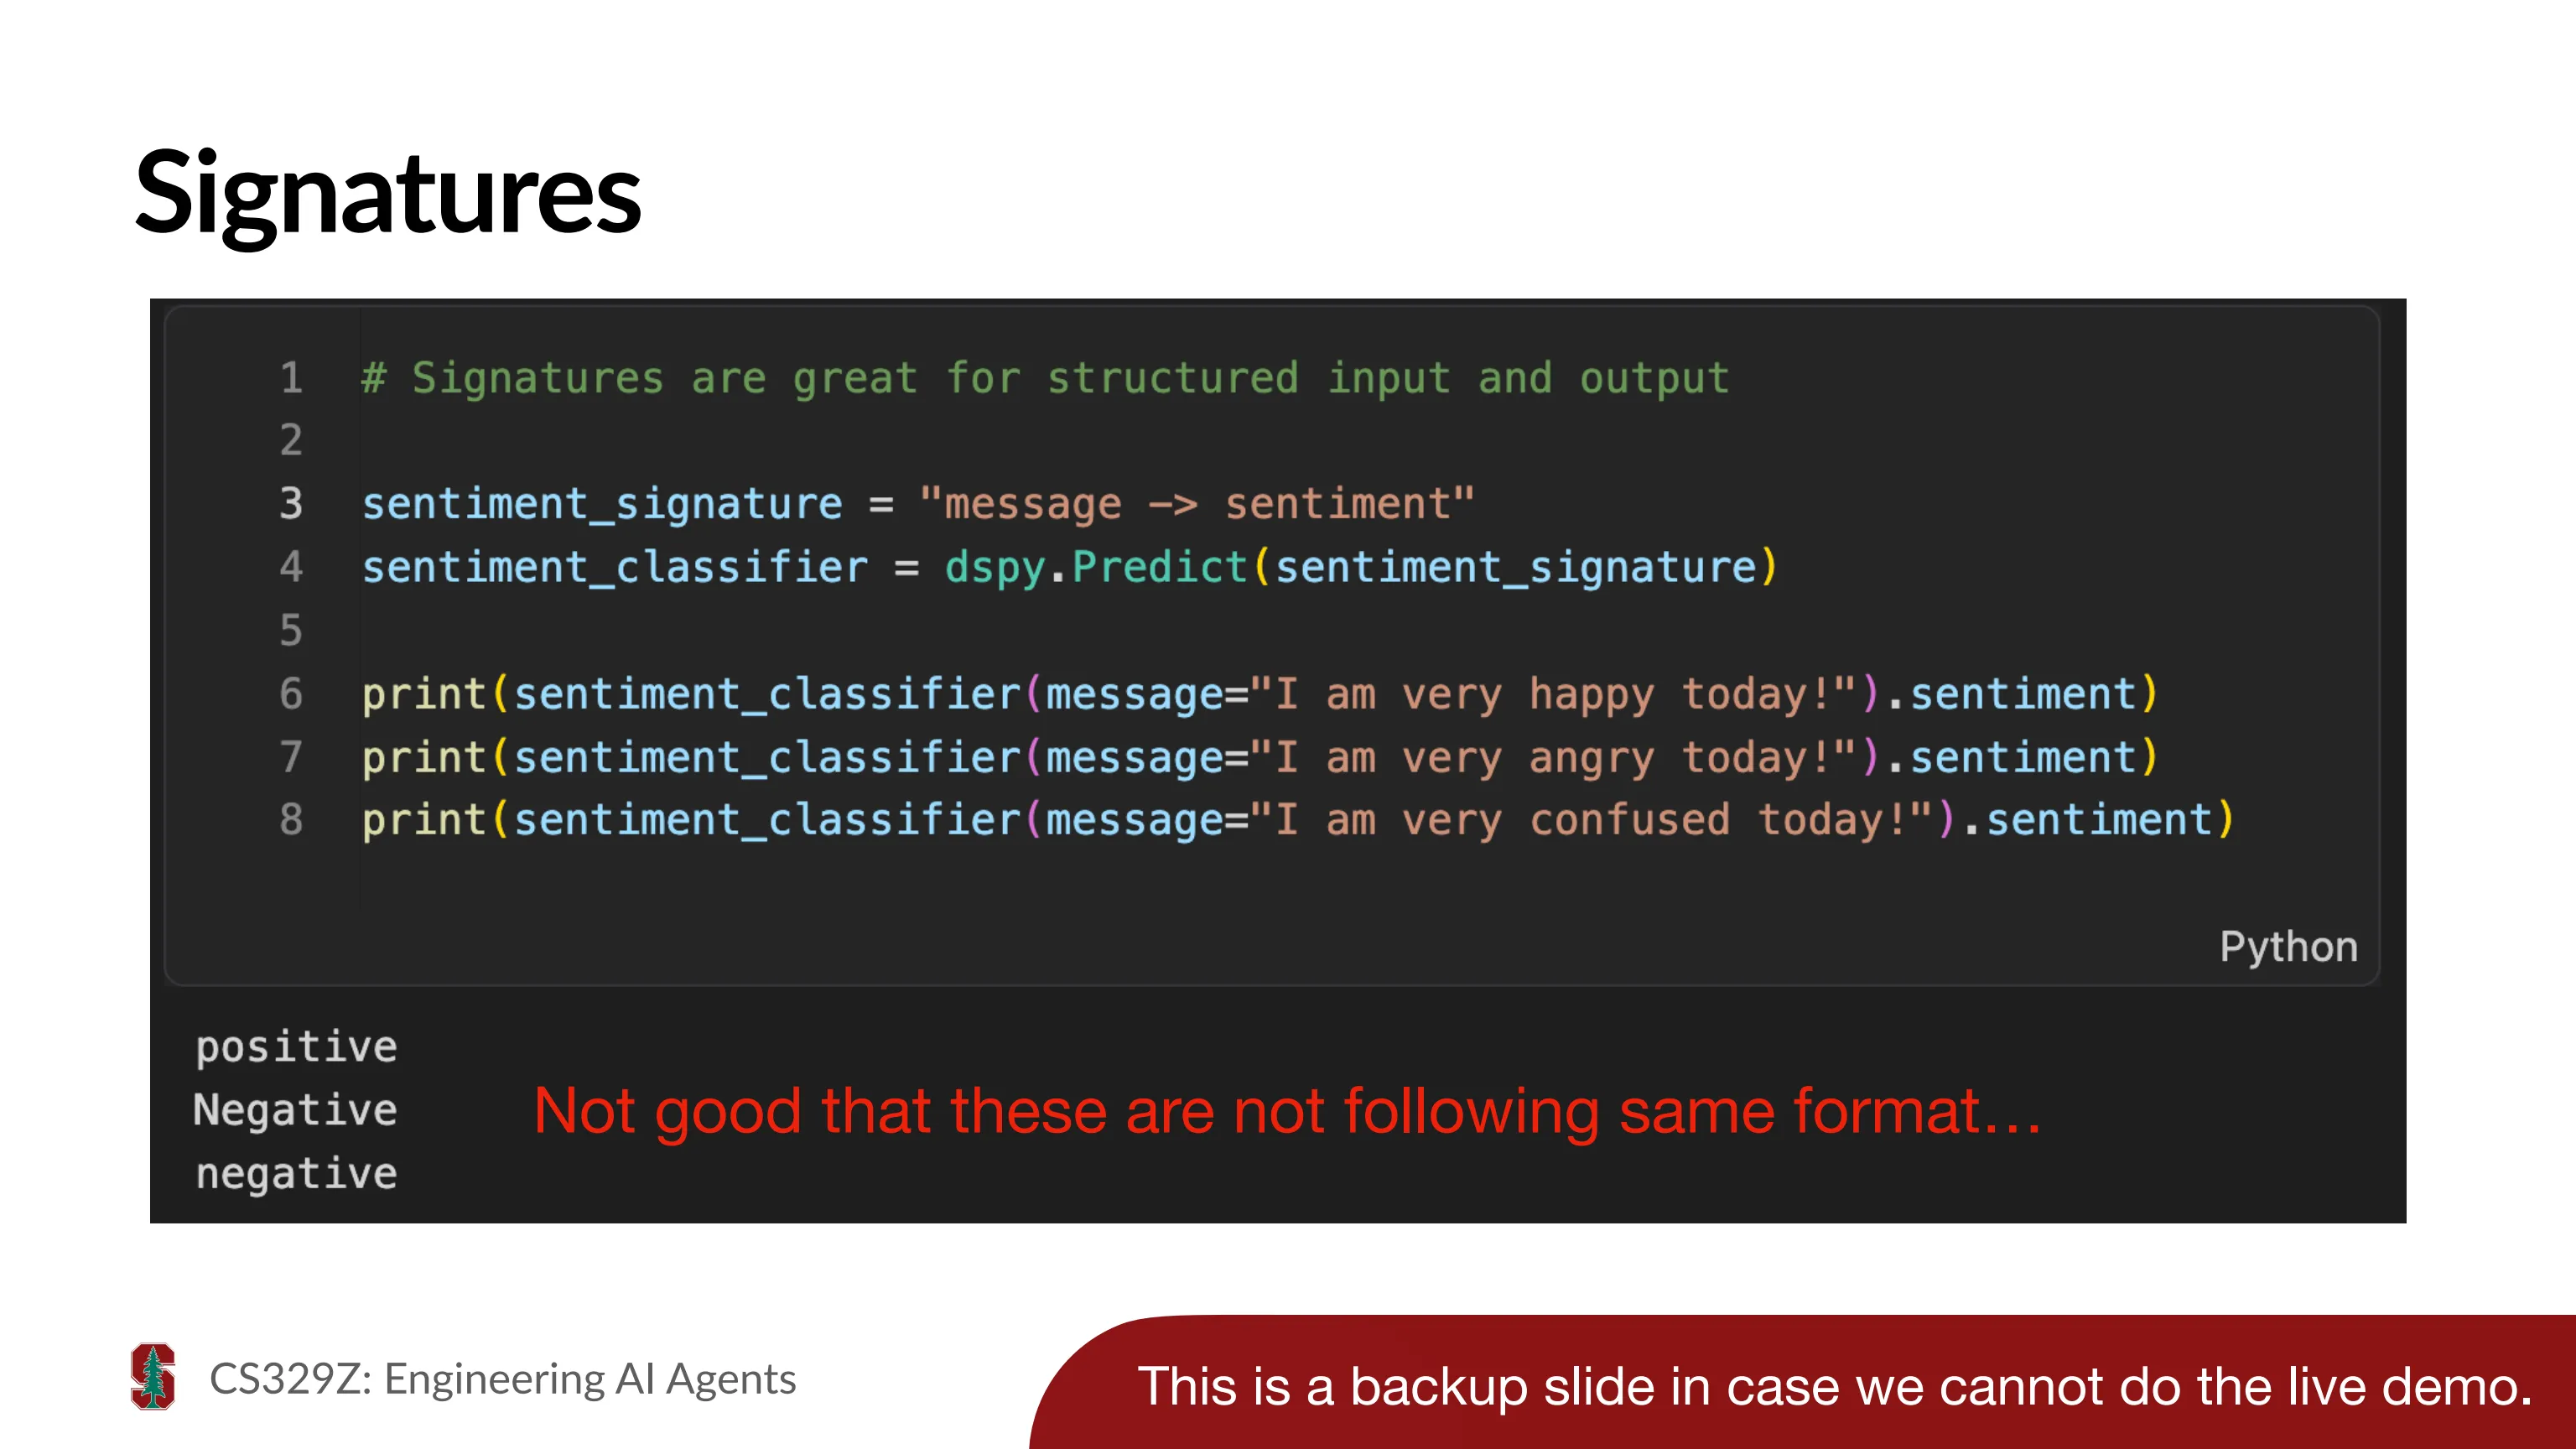 Signatures
1 # Signatures are great for structured input and output
2
3 sentiment_signature = "message -> sentiment"
4 sentiment_classifier = dspy.Predict(sentiment_signature)
5
6 print(sentiment_classifier(message="I am very happy today!").sentiment)
7 print(sentiment_classifier(message="I am very angry today!").sentiment)
8 print(sentiment_classifier(message="I am very confused today!").sentiment)
Python
positive
Negative
negative
Not good that these are not following same format…
CS329Z: Engineering AI Agents
This is a backup slide in case we cannot do the live demo.